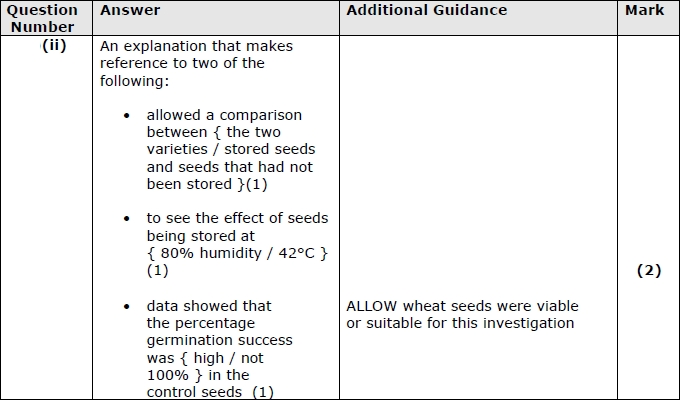 Question Number
Answer
Additional Guidance
Mark
(ii)
An explanation that makes
reference to two of the
following:
• allowed a comparison
between { the two
varieties / stored seeds
and seeds that had not
been stored }(1)
• to see the effect of seeds
being stored at
{ 80% humidity / 42°C }
(1)
(2)
• data showed that
the percentage
germination success
was { high / not
100% } in the
control seeds (1)
ALLOW wheat seeds were viable
or suitable for this investigation